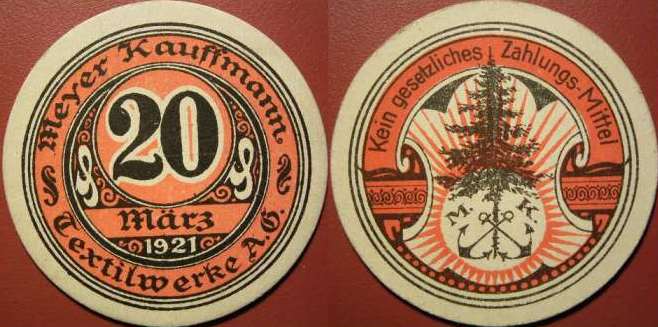 Meyer Kauffmann
20
März
1921
Textilwerke A.G.
Kein gesetzliches Zahlungs-Mittel
M. K.